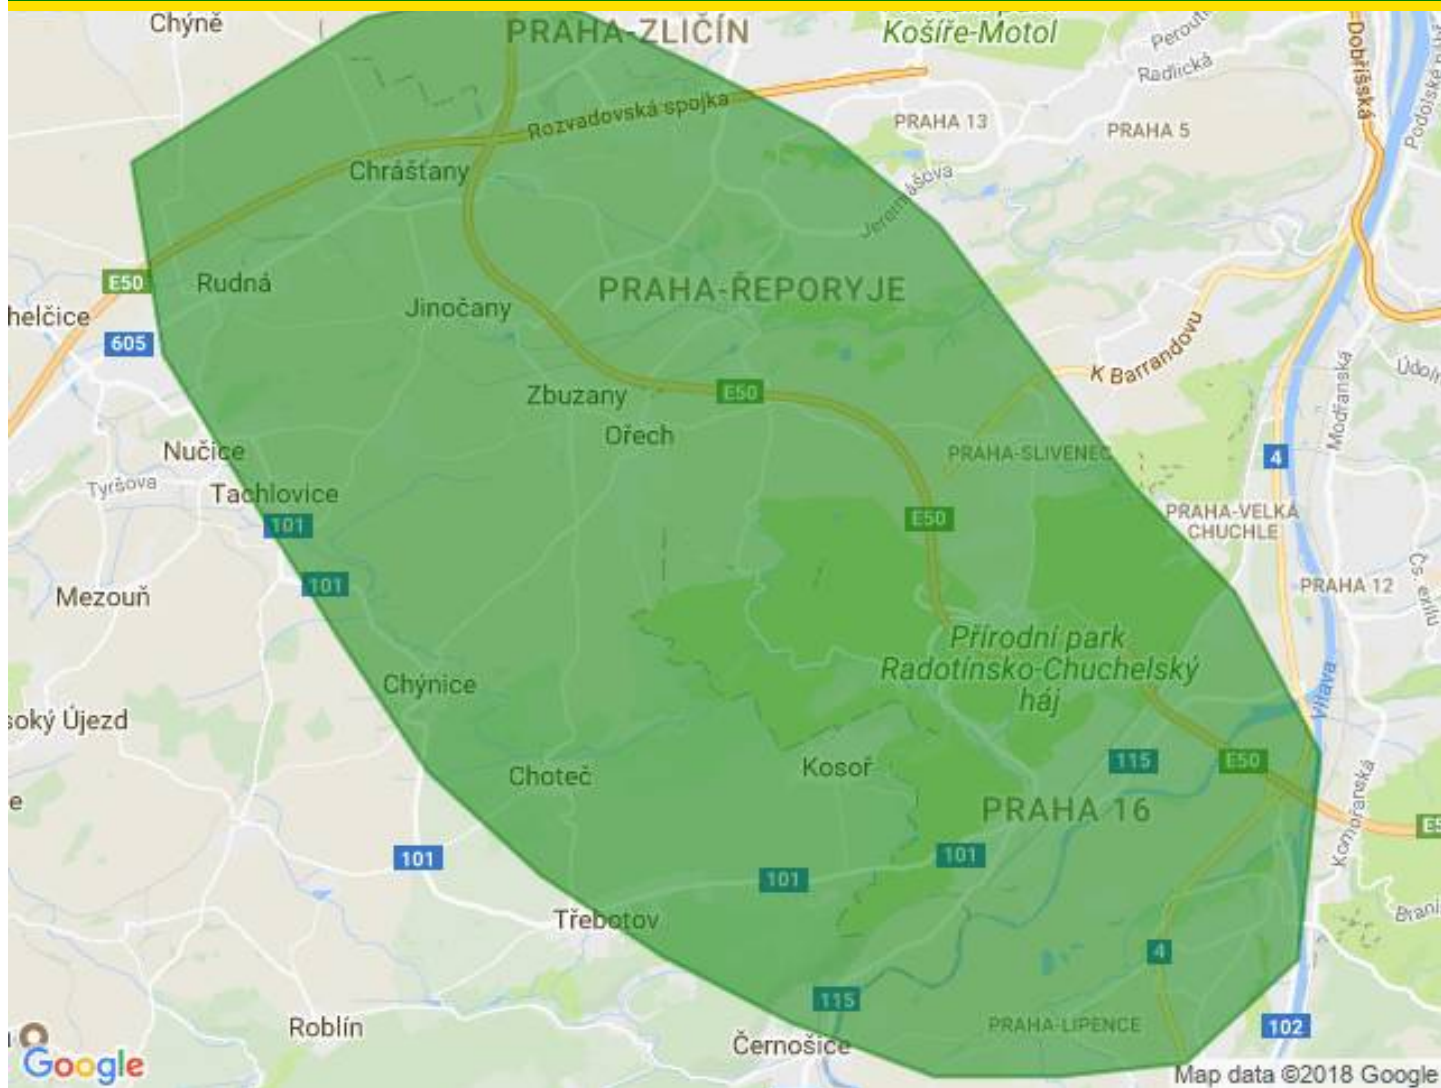 Chýně
PRAHA-ZLIČÍN
Košíře-Motol
Radlická
Dobříšská
Rozvadovská spojka
PRAHA 13
PRAHA 5
Chrášťany
E50
Rudná
PRAHA-ŘEPORYJE
Jinočany
helčice
605
K Barrandovu
Modřanská
Zbuzany
E50
Ořech
Nučice
PRAHA-SLIVENEC
4
Tyršova
Tachlovice
101
E50
PRAHA-VELKÁ
CHUCHLE
101
Mezouň
PRAHA 12
Čs. exilu
Přírodní park
Radotínsko-Chuchelský
háj
Chýnice
Vltava
soký Újezd
Choteč
Kosoř
115
E50
Komořanská
PRAHA 16
101
101
101
Třebotov
4
115
Roblín
PRAHA-LIPENCE
102
Černošice
Google
Map data ©2018 Google